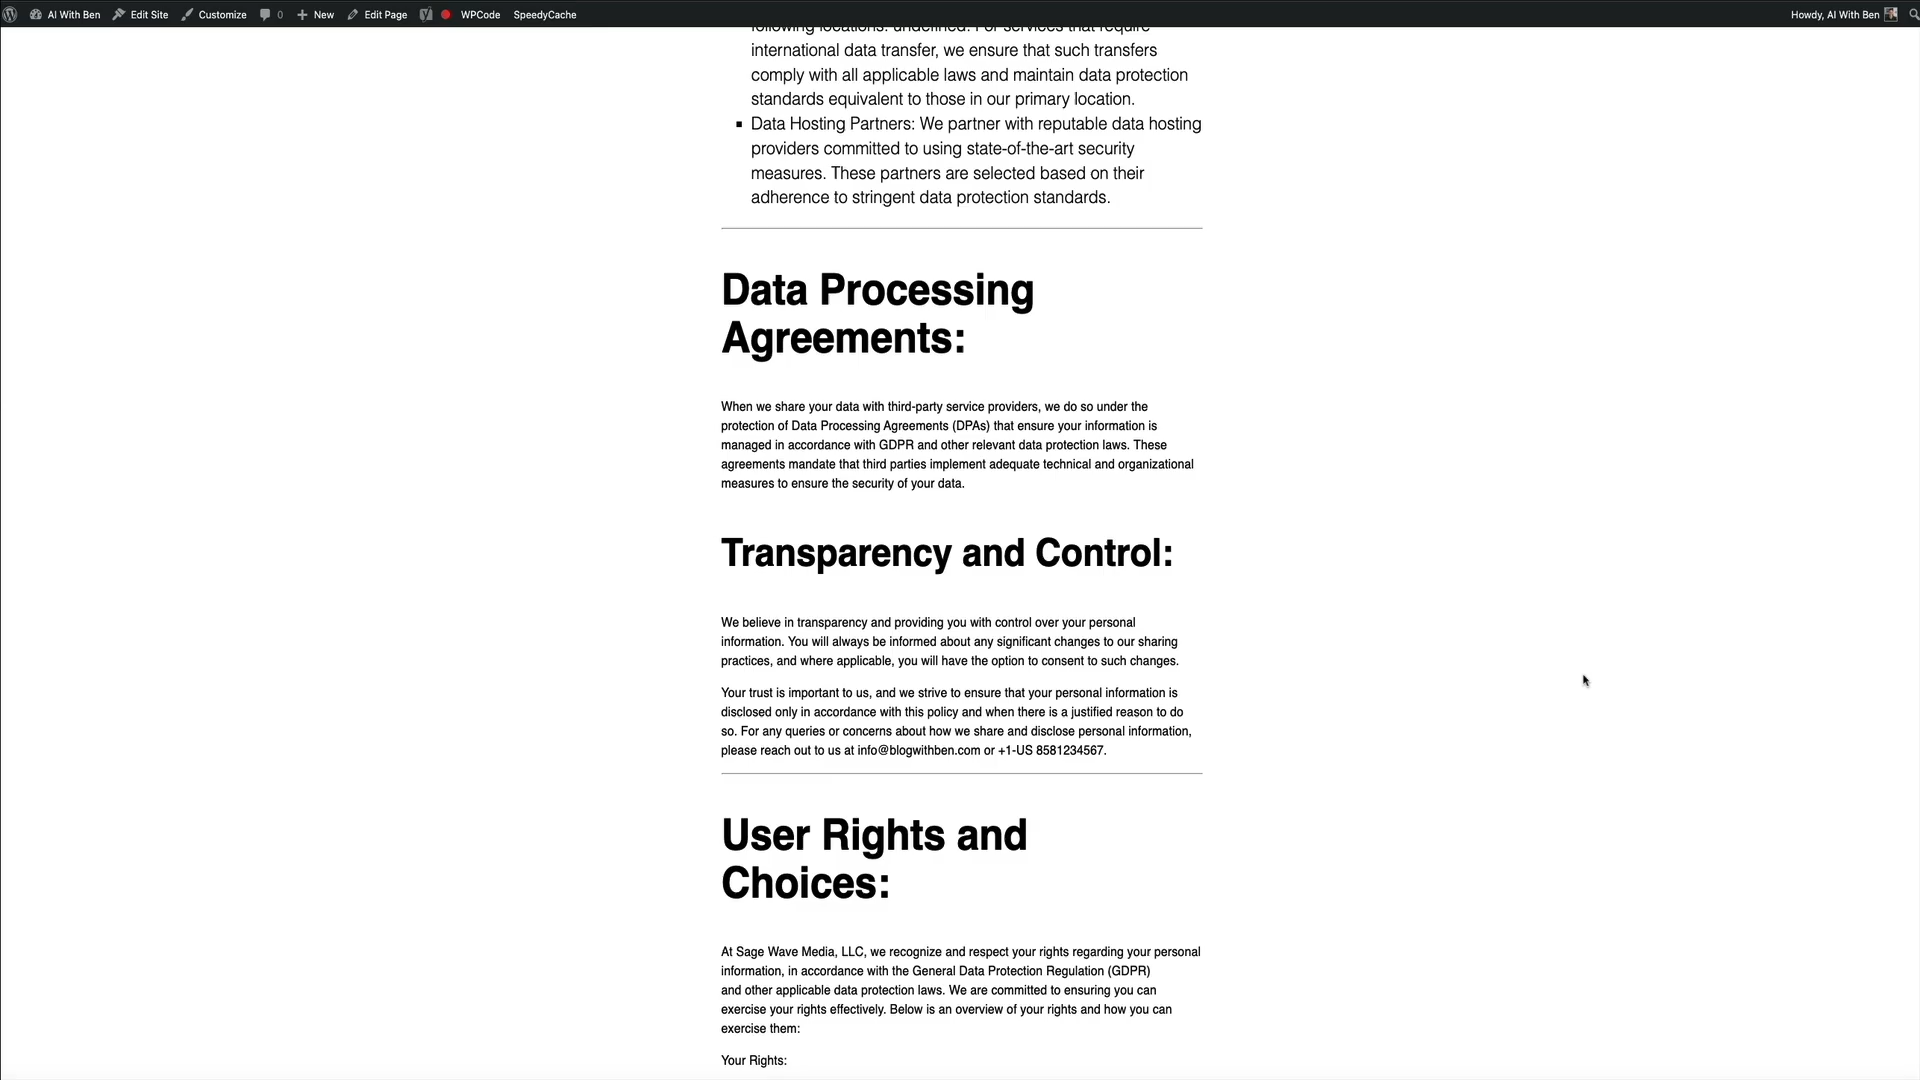 AI With Ben Edit Site Customize 0 New Edit Page WPCode SpeedyCache Howdy, AI With Ben
following locations: undefined. For services that require
international data transfer, we ensure that such transfers
comply with all applicable laws and maintain data protection
standards equivalent to those in our primary location.
Data Hosting Partners: We partner with reputable data hosting
providers committed to using state-of-the-art security
measures. These partners are selected based on their
adherence to stringent data protection standards.
Data Processing
Agreements:
When we share your data with third-party service providers, we do so under the
protection of Data Processing Agreements (DPAs) that ensure your information is
managed in accordance with GDPR and other relevant data protection laws. These
agreements mandate that third parties implement adequate technical and organizational
measures to ensure the security of your data.
Transparency and Control:
We believe in transparency and providing you with control over your personal
information. You will always be informed about any significant changes to our sharing
practices, and where applicable, you will have the option to consent to such changes.
Your trust is important to us, and we strive to ensure that your personal information is
disclosed only in accordance with this policy and when there is a justified reason to do
so. For any queries or concerns about how we share and disclose personal information,
please reach out to us at info@blogwithben.com or +1-US 8581234567.
User Rights and
Choices:
At Sage Wave Media, LLC, we recognize and respect your rights regarding your personal
information, in accordance with the General Data Protection Regulation (GDPR)
and other applicable data protection laws. We are committed to ensuring you can
exercise your rights effectively. Below is an overview of your rights and how you can
exercise them:
Your Rights: